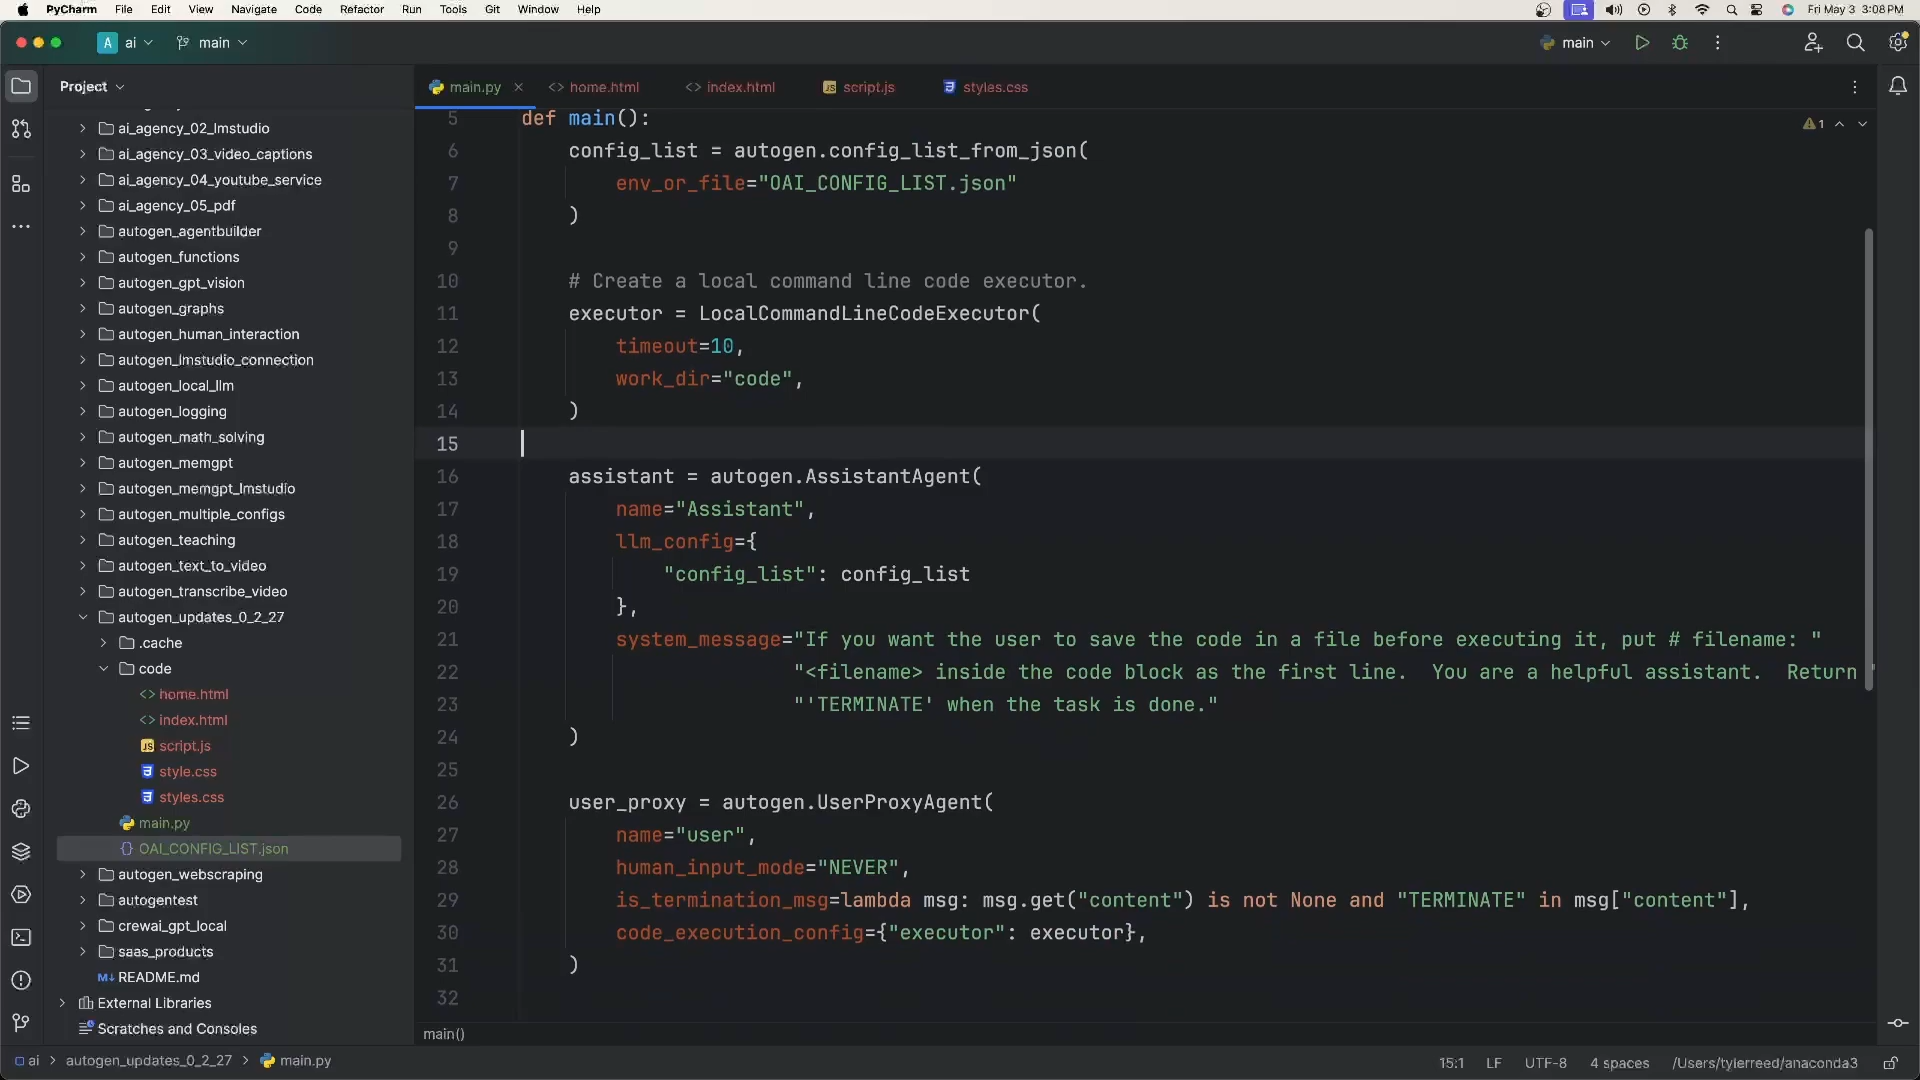 PyCharm File Edit View Navigate Code Refactor Run Tools Git Window Help Fri May 3 3:08 PM
A ai main main
Project
main.py home.html index.html script.js styles.css
ai_agency_02_lmstudio
ai_agency_03_video_captions
ai_agency_04_youtube_service
ai_agency_05_pdf
autogen_agentbuilder
autogen_functions
autogen_gpt_vision
autogen_graphs
autogen_human_interaction
autogen_lmstudio_connection
autogen_local_llm
autogen_logging
autogen_math_solving
autogen_memgpt
autogen_memgpt_lmstudio
autogen_multiple_configs
autogen_teaching
autogen_text_to_video
autogen_transcribe_video
autogen_updates_0_2_27
.cache
code
home.html
index.html
JS script.js
style.css
styles.css
main.py
{} OAI_CONFIG_LIST.json
autogen_webscraping
autogentest
crewai_gpt_local
saas_products
M↓ README.md
External Libraries
Scratches and Consoles
1
5 def main():
6 config_list = autogen.config_list_from_json(
7 env_or_file="OAI_CONFIG_LIST.json"
8 )
9
10 # Create a local command line code executor.
11 executor = LocalCommandLineCodeExecutor(
12 timeout=10,
13 work_dir="code",
14 )
15
16 assistant = autogen.AssistantAgent(
17 name="Assistant",
18 llm_config={
19 "config_list": config_list
20 },
21 system_message="If you want the user to save the code in a file before executing it, put # filename: "
22 "<filename> inside the code block as the first line.  You are a helpful assistant.  Return "
23 "'TERMINATE' when the task is done."
24 )
25
26 user_proxy = autogen.UserProxyAgent(
27 name="user",
28 human_input_mode="NEVER",
29 is_termination_msg=lambda msg: msg.get("content") is not None and "TERMINATE" in msg["content"],
30 code_execution_config={"executor": executor},
31 )
32
main()
ai > autogen_updates_0_2_27 > main.py 15:1 LF UTF-8 4 spaces /Users/tylerreed/anaconda3